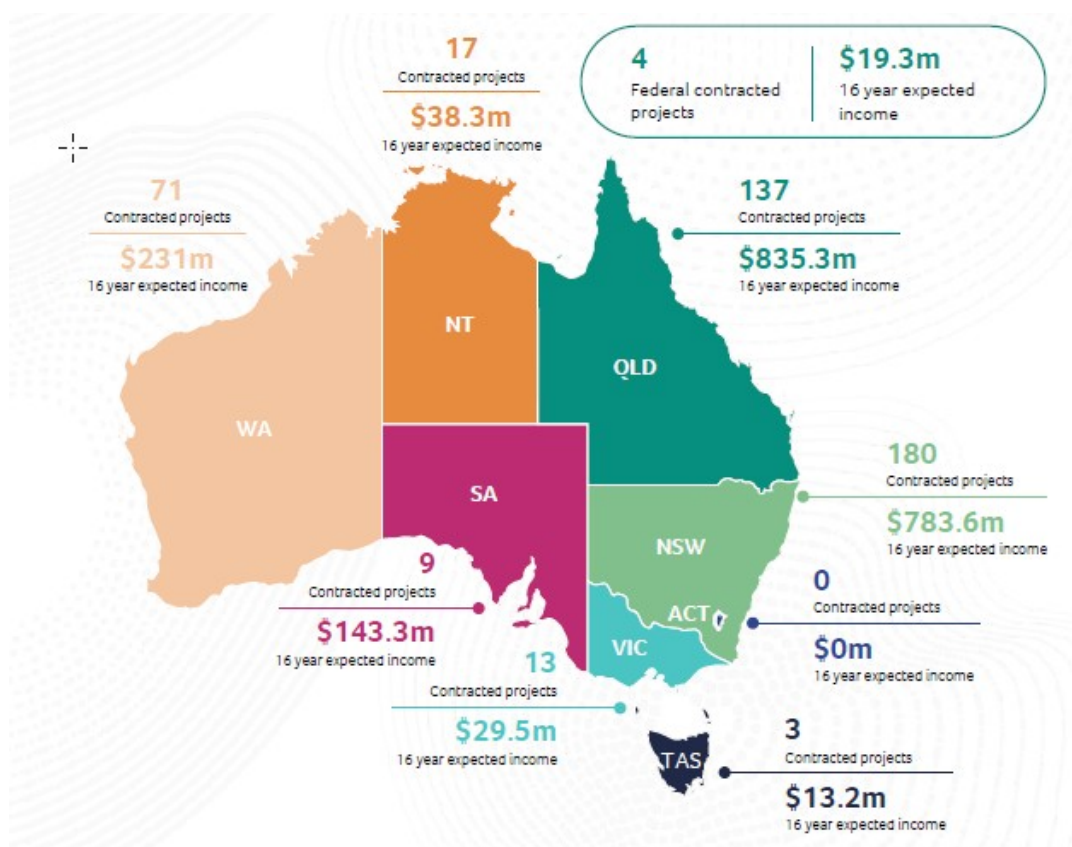 17
Contracted projects
$38.3m
16 year expected income
4
Federal contracted
projects
$19.3m
16 year expected
income
71
Contracted projects
$231m
16 year expected income
137
Contracted projects
$835.3m
16 year expected income
NT
QLD
WA
SA
180
Contracted projects
$783.6m
16 year expected income
NSW
9
Contracted projects
$143.3m
16 year expected income
ACT
0
Contracted projects
$0m
16 year expected income
VIC
13
Contracted projects
$29.5m
16 year expected income
TAS
3
Contracted projects
$13.2m
16 year expected income